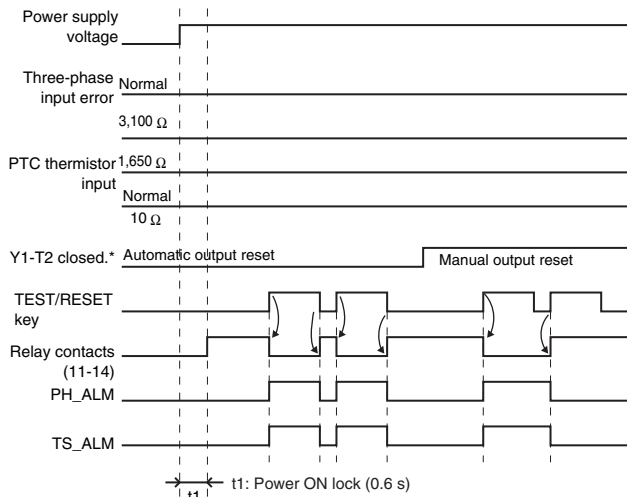 Power supply
voltage
Three-phase
input error
Normal
3,100 Ω
PTC thermistor
input
1,650 Ω
Normal
10 Ω
Y1-T2 closed.*
Automatic output reset
Manual output reset
TEST/RESET
key
Relay contacts
(11-14)
PH_ALM
TS_ALM
t1: Power ON lock (0.6 s)
t1